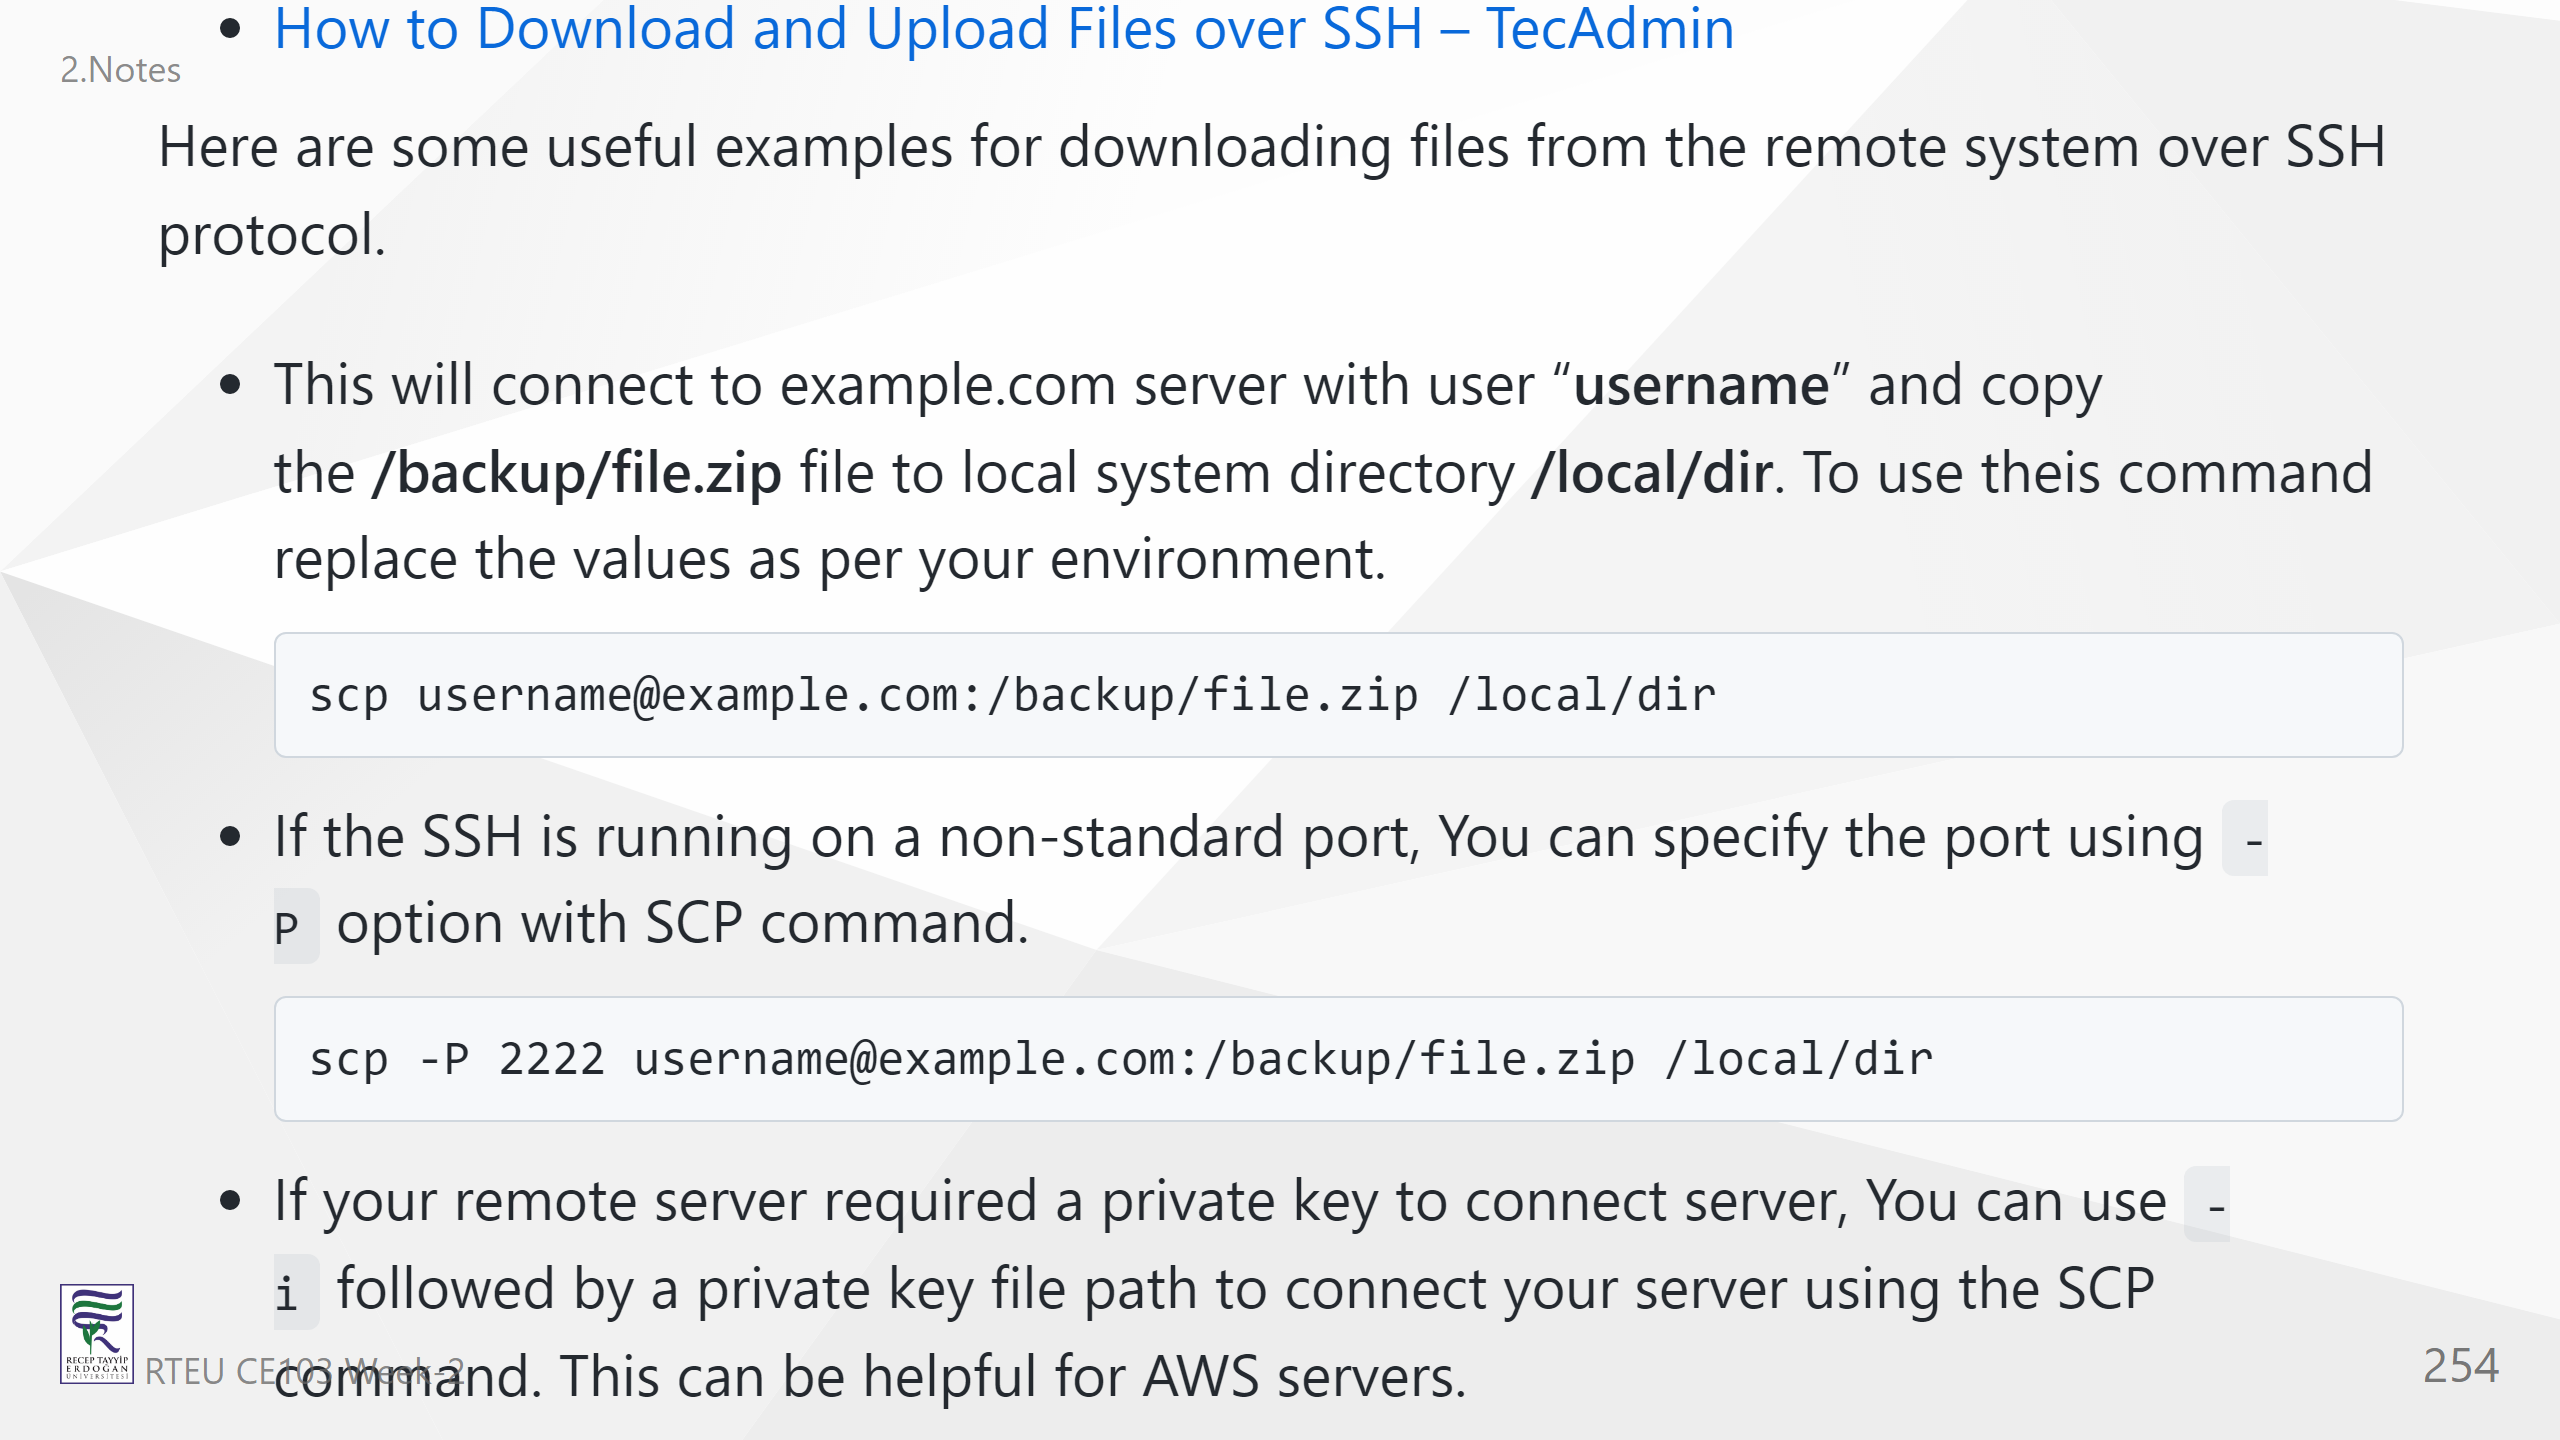 How to Download and Upload Files over SSH – TecAdmin
2.Notes
Here are some useful examples for downloading files from the remote system over SSH
protocol.
This will connect to example.com server with user “username” and copy
the /backup/file.zip file to local system directory /local/dir. To use theis command
replace the values as per your environment.
scp username@example.com:/backup/file.zip /local/dir
If the SSH is running on a non-standard port, You can specify the port using -
P option with SCP command.
scp -P 2222 username@example.com:/backup/file.zip /local/dir
If your remote server required a private key to connect server, You can use -
i followed by a private key file path to connect your server using the SCP
command. This can be helpful for AWS servers.
RECEP TAYYİP
ERDOĞAN
ÜNİVERSİTESİ
RTEU CE103 Week-2
254